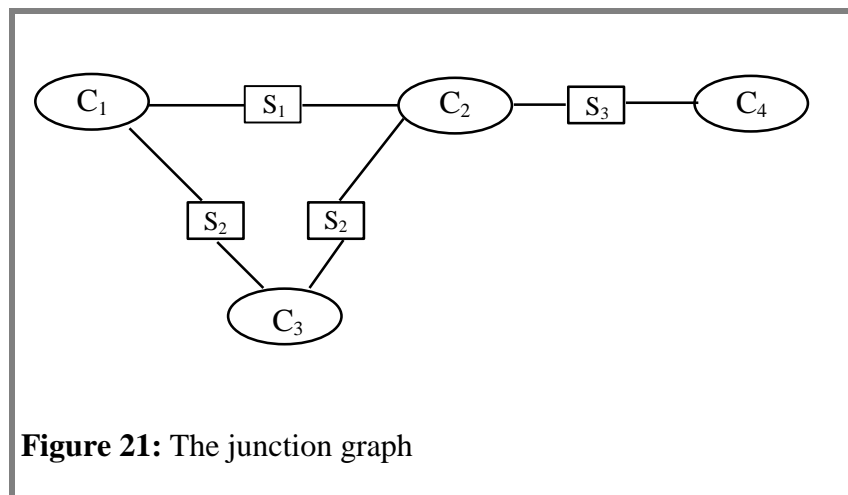 C₁ S₁ C₂ S₃ C₄
S₂ S₂
C₃
Figure 21: The junction graph